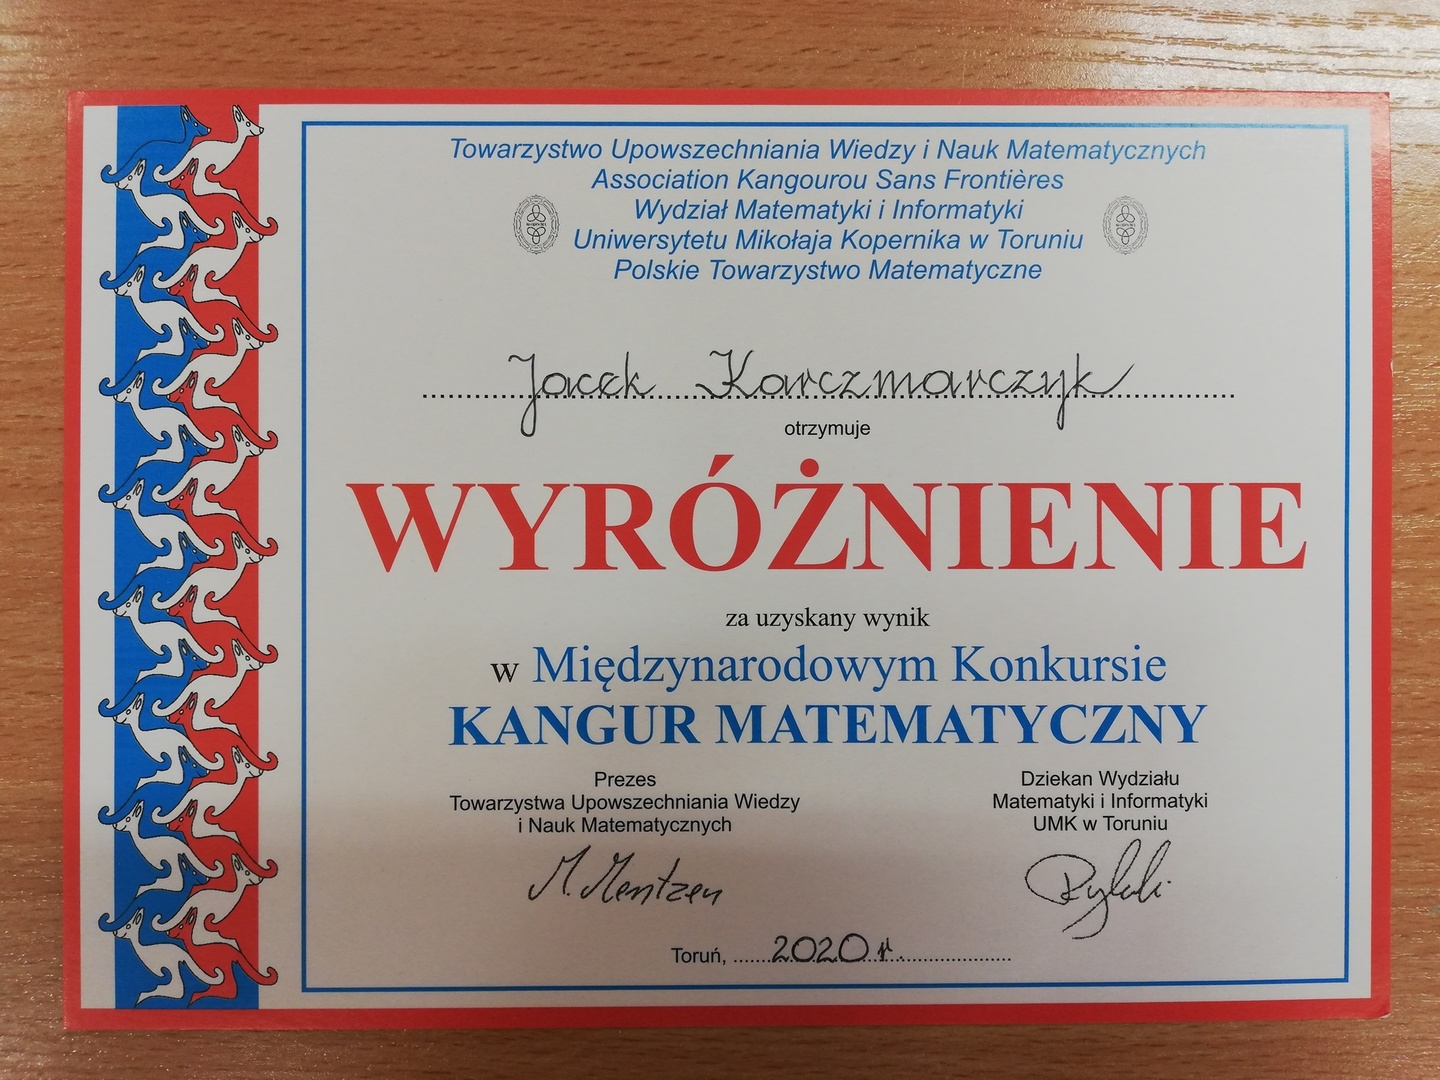 Towarzystwo Upowszechniania Wiedzy i Nauk Matematycznych
Association Kangourou Sans Frontières
Wydział Matematyki i Informatyki
Uniwersytetu Mikołaja Kopernika w Toruniu
Polskie Towarzystwo Matematyczne
Jacek Karczmarczyk
otrzymuje
WYRÓŻNIENIE
za uzyskany wynik
w Międzynarodowym Konkursie
KANGUR MATEMATYCZNY
Prezes
Towarzystwa Upowszechniania Wiedzy
i Nauk Matematycznych
M. Mentzen
Dziekan Wydziału
Matematyki i Informatyki
UMK w Toruniu
Toruń, 2020 r.